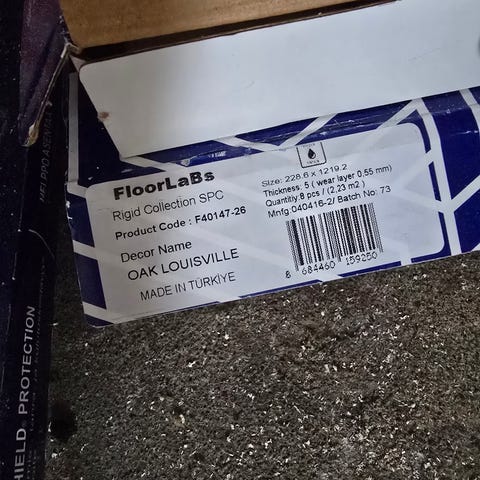 FloorLaBs
Rigid Collection SPC
Product Code : F40147-26
Decor Name
OAK LOUISVILLE
MADE IN TÜRKİYE
Size: 228.6 x 1219.2
Thickness: 5 ( wear layer 0.55 mm)
Quantity:8 pcs / (2,23 m2 )
Mnfg:040416-2/ Batch No: 73
8 684460 159250
HIELD® PROTECTION